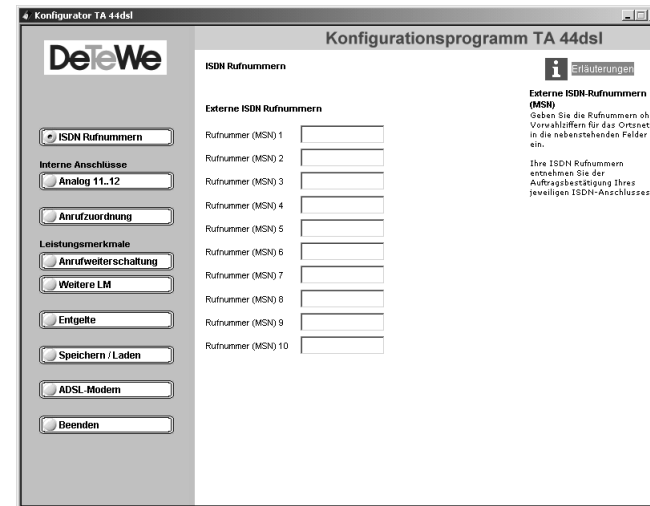 Konfigurator TA 44dsl
Konfigurationsprogramm TA 44dsl
DeTeWe
ISDN Rufnummern
Interne Anschlüsse
Analog 11..12
Anrufzuordnung
Leistungsmerkmale
Anrufweiterschaltung
Weitere LM
Entgelte
Speichern / Laden
ADSL-Modem
Beenden
ISDN Rufnummern
Externe ISDN Rufnummern
Rufnummer (MSN) 1
Rufnummer (MSN) 2
Rufnummer (MSN) 3
Rufnummer (MSN) 4
Rufnummer (MSN) 5
Rufnummer (MSN) 6
Rufnummer (MSN) 7
Rufnummer (MSN) 8
Rufnummer (MSN) 9
Rufnummer (MSN) 10
i Erläuterungen
Externe ISDN-Rufnummern
(MSN)
Geben Sie die Rufnummern oh
Vorwahlziffern für das Ortsnet
in die nebenstehenden Felder
ein.
Ihre ISDN Rufnummern
entnehmen Sie der
Auftragsbestätigung Ihres
jeweiligen ISDN-Anschlusses